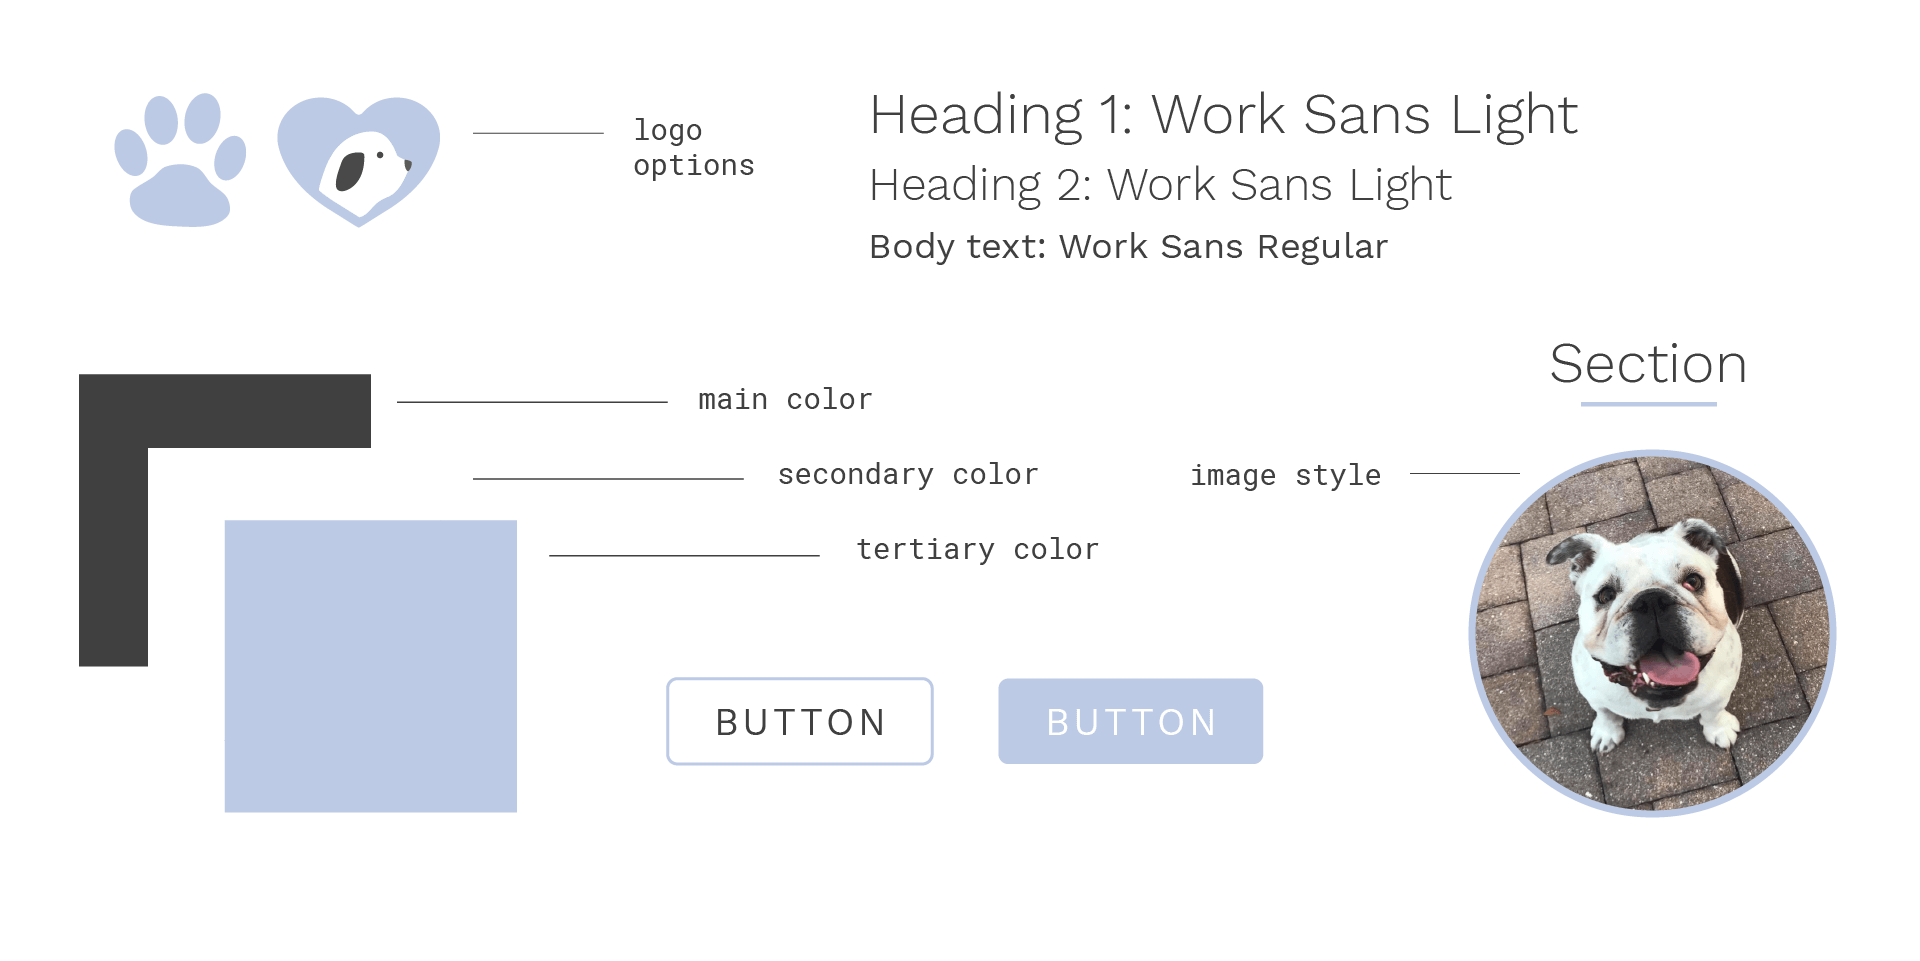 logo
options
Heading 1: Work Sans Light
Heading 2: Work Sans Light
Body text: Work Sans Regular
main color
secondary color
tertiary color
Section
image style
BUTTON
BUTTON